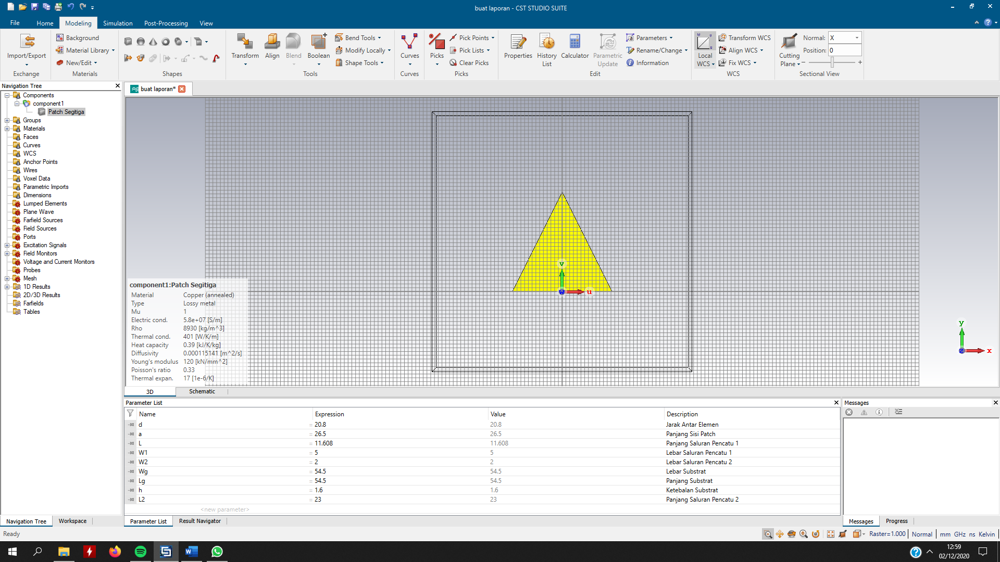 buat laporan - CST STUDIO SUITE
File Home Modeling Simulation Post-Processing View
Import/Export
Exchange
Background
Material Library
New/Edit
Materials
Shapes
Transform
Align
Blend
Boolean
Bend Tools
Modify Locally
Shape Tools
Tools
Curves
Curves
Picks
Pick Points
Pick Lists
Clear Picks
Picks
Properties
History
List
Calculator
Parametric
Update
Parameters
Rename/Change
Information
Edit
Local
WCS
Transform WCS
Align WCS
Fix WCS
WCS
Cutting
Plane
Normal: X
Position: 0
Sectional View
Navigation Tree
Components
component1
Patch Segitiga
Groups
Materials
Faces
Curves
WCS
Anchor Points
Wires
Voxel Data
Parametric Imports
Dimensions
Lumped Elements
Plane Wave
Farfield Sources
Field Sources
Ports
Excitation Signals
Field Monitors
Voltage and Current Monitors
Probes
Mesh
1D Results
2D/3D Results
Farfields
Tables
Navigation Tree Workspace
buat laporan*
v
w u
y
z x
component1:Patch Segitiga
Material Copper (annealed)
Type Lossy metal
Mu 1
Electric cond. 5.8e+07 [S/m]
Rho 8930 [kg/m^3]
Thermal cond. 401 [W/K/m]
Heat capacity 0.39 [kJ/K/kg]
Diffusivity 0.000115141 [m^2/s]
Young's modulus 120 [kN/mm^2]
Poisson's ratio 0.33
Thermal expan. 17 [1e-6/K]
3D Schematic
Parameter List
Name Expression Value Description
d = 20.8 20.8 Jarak Antar Elemen
a = 26.5 26.5 Panjang Sisi Patch
L = 11.608 11.608 Panjang Saluran Pencatu 1
W1 = 5 5 Lebar Saluran Pencatu 1
W2 = 2 2 Lebar Saluran Pencatu 2
Wg = 54.5 54.5 Lebar Substrat
Lg = 54.5 54.5 Panjang Substrat
h = 1.6 1.6 Ketebalan Substrat
L2 = 23 23 Panjang Saluran Pencatu 2
<new parameter>
Parameter List Result Navigator
Messages
Messages Progress
Ready
Raster=1.000 Normal mm GHz ns Kelvin
12:59
02/12/2020